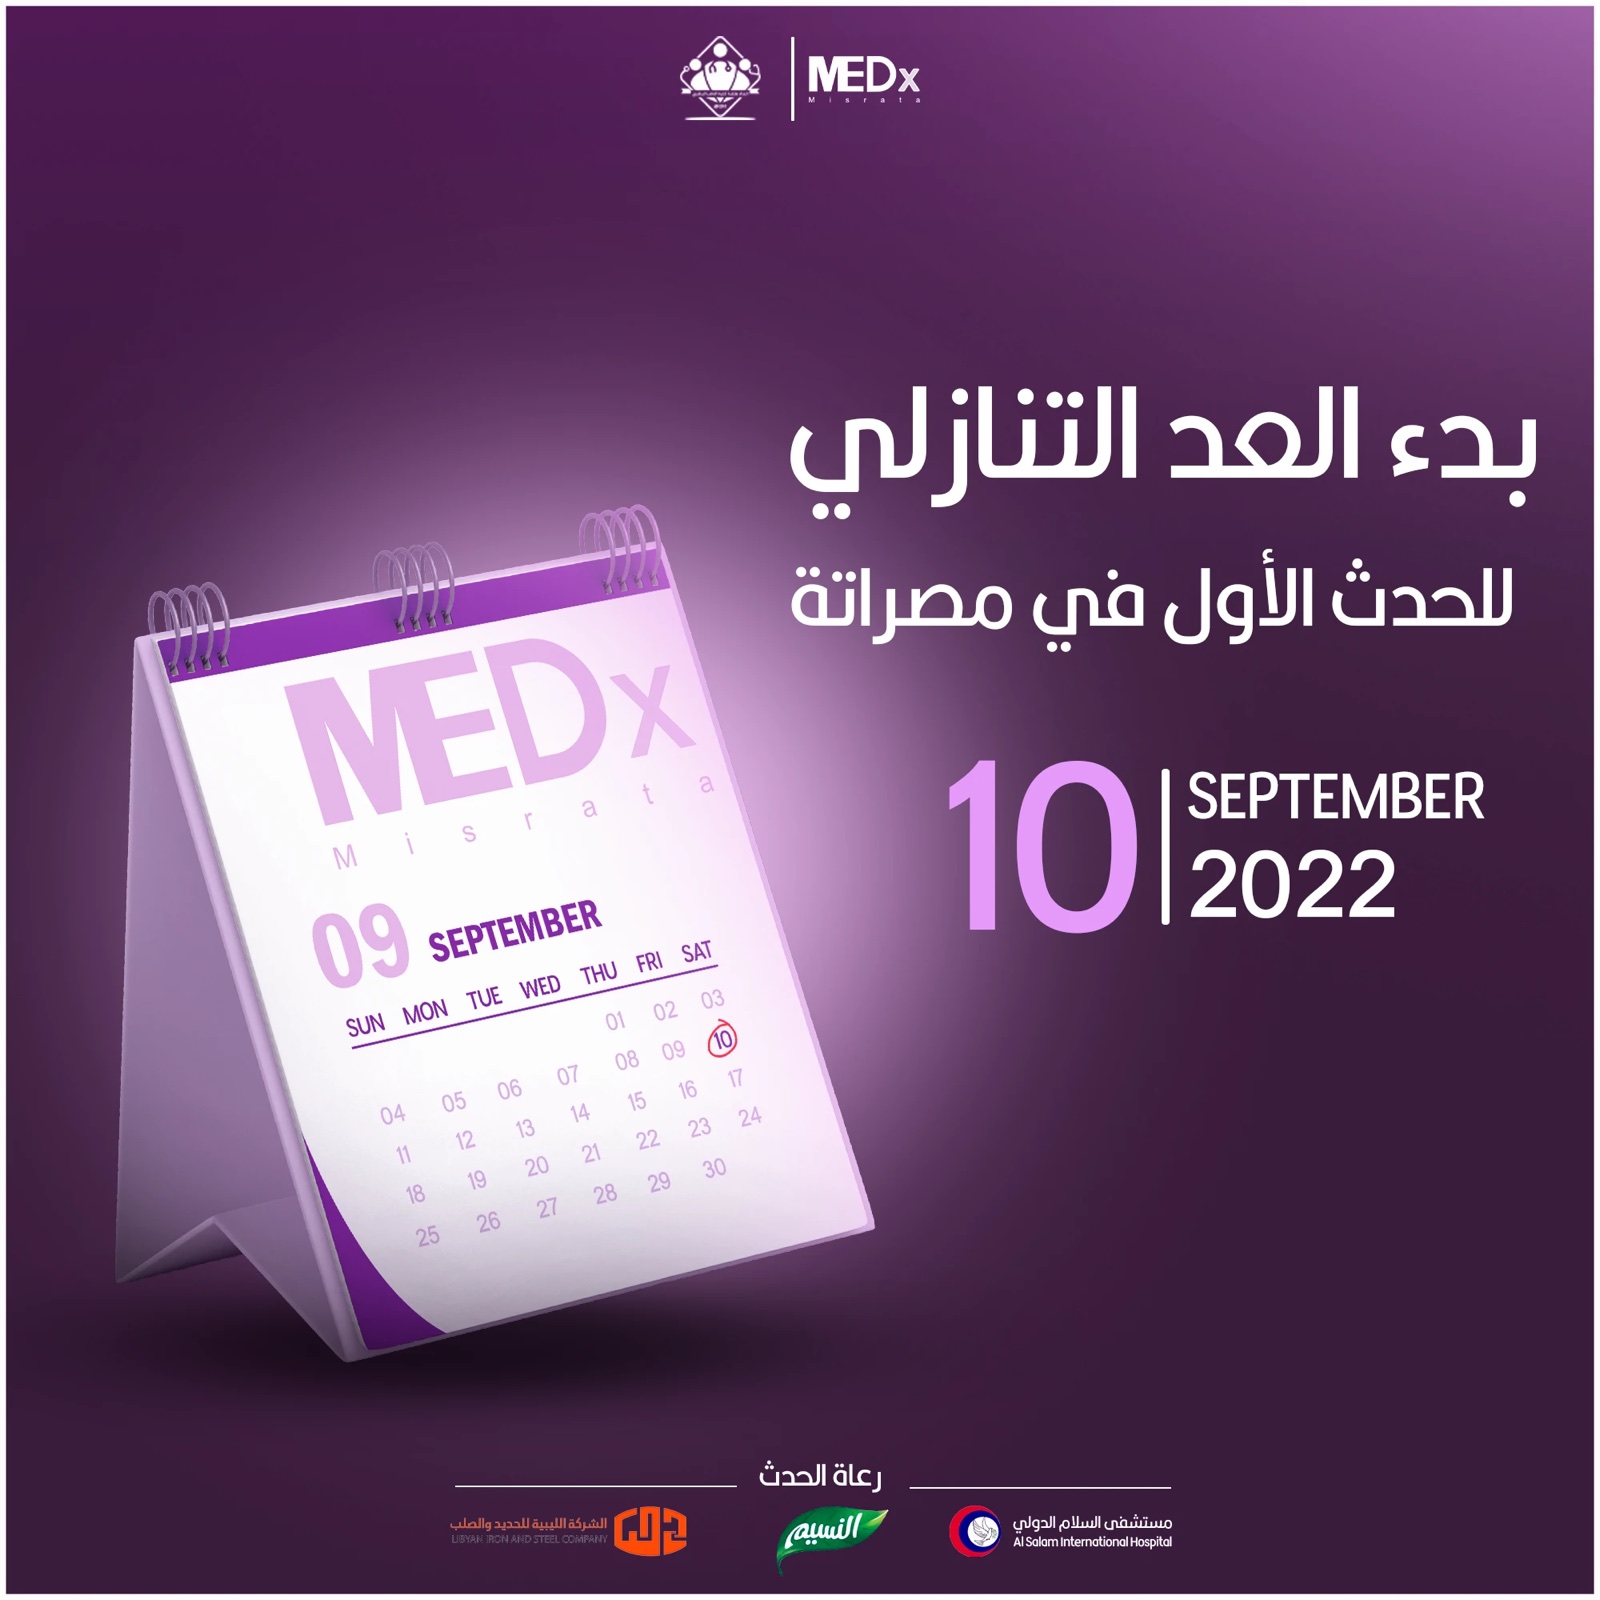 MEDx
Misrata
بدء العد التنازلي
للحدث الأول في مصراتة
10
SEPTEMBER
2022
MEDx
Misrata
09 SEPTEMBER
SUN MON TUE WED THU FRI SAT
01 02 03
04 05 06 07 08 09 10
11 12 13 14 15 16 17
18 19 20 21 22 23 24
25 26 27 28 29 30
رعاة الحدث
مستشفى السلام الدولي
Al Salam International Hospital
النسيم
الشركة الليبية للحديد والصلب
LIBYAN IRON AND STEEL COMPANY